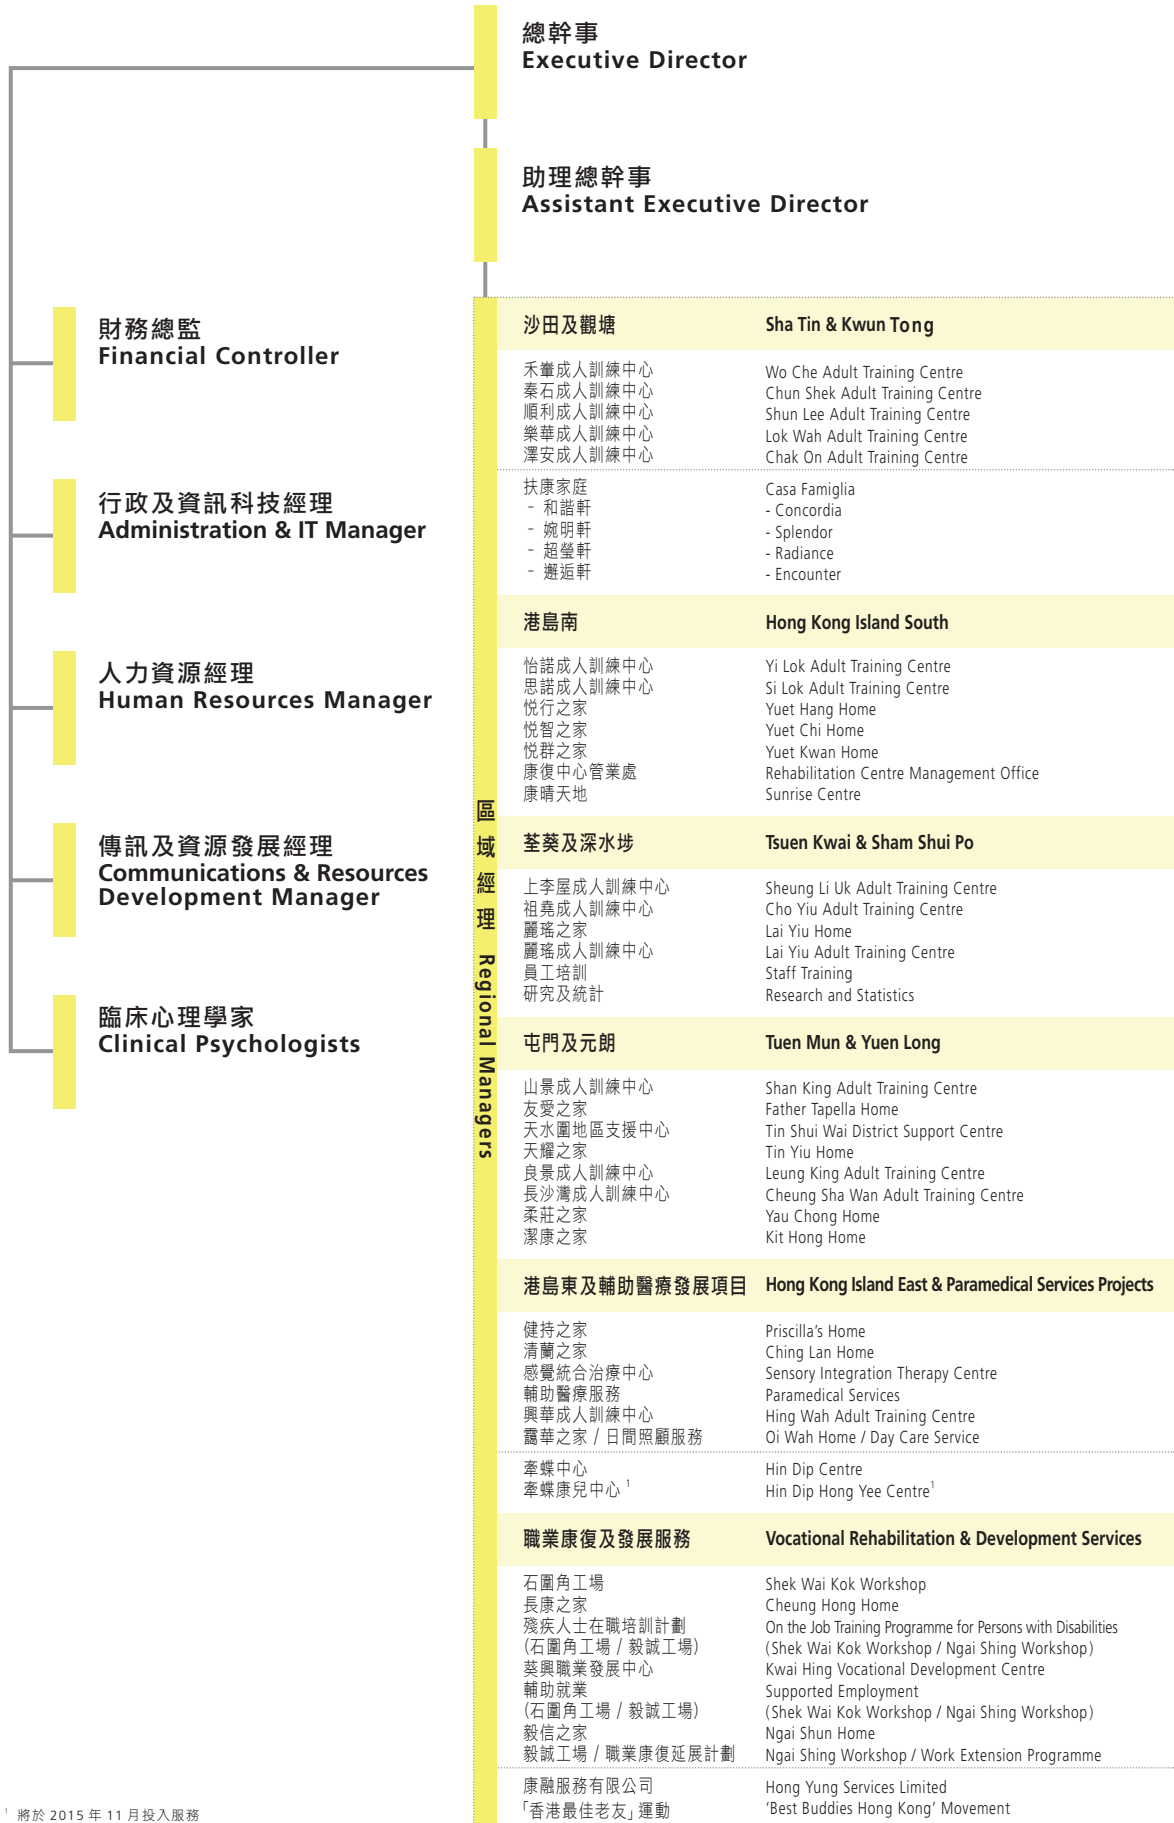 總幹事
Executive Director
助理總幹事
Assistant Executive Director
財務總監
Financial Controller
行政及資訊科技經理
Administration & IT Manager
人力資源經理
Human Resources Manager
傳訊及資源發展經理
Communications & Resources
Development Manager
臨床心理學家
Clinical Psychologists
區域經理 Regional Managers
沙田及觀塘 Sha Tin & Kwun Tong
禾輋成人訓練中心 Wo Che Adult Training Centre
秦石成人訓練中心 Chun Shek Adult Training Centre
順利成人訓練中心 Shun Lee Adult Training Centre
樂華成人訓練中心 Lok Wah Adult Training Centre
澤安成人訓練中心 Chak On Adult Training Centre
扶康家庭 Casa Famiglia
- 和諧軒 - Concordia
- 婉明軒 - Splendor
- 超瑩軒 - Radiance
- 邂逅軒 - Encounter
港島南 Hong Kong Island South
怡諾成人訓練中心 Yi Lok Adult Training Centre
思諾成人訓練中心 Si Lok Adult Training Centre
悦行之家 Yuet Hang Home
悦智之家 Yuet Chi Home
悦群之家 Yuet Kwan Home
康復中心管業處 Rehabilitation Centre Management Office
康晴天地 Sunrise Centre
荃葵及深水埗 Tsuen Kwai & Sham Shui Po
上李屋成人訓練中心 Sheung Li Uk Adult Training Centre
祖堯成人訓練中心 Cho Yiu Adult Training Centre
麗瑤之家 Lai Yiu Home
麗瑤成人訓練中心 Lai Yiu Adult Training Centre
員工培訓 Staff Training
研究及統計 Research and Statistics
屯門及元朗 Tuen Mun & Yuen Long
山景成人訓練中心 Shan King Adult Training Centre
友愛之家 Father Tapella Home
天水圍地區支援中心 Tin Shui Wai District Support Centre
天耀之家 Tin Yiu Home
良景成人訓練中心 Leung King Adult Training Centre
長沙灣成人訓練中心 Cheung Sha Wan Adult Training Centre
柔莊之家 Yau Chong Home
潔康之家 Kit Hong Home
港島東及輔助醫療發展項目 Hong Kong Island East & Paramedical Services Projects
健持之家 Priscilla's Home
清蘭之家 Ching Lan Home
感覺統合治療中心 Sensory Integration Therapy Centre
輔助醫療服務 Paramedical Services
興華成人訓練中心 Hing Wah Adult Training Centre
靄華之家 / 日間照顧服務 Oi Wah Home / Day Care Service
牽蝶中心 Hin Dip Centre
牽蝶康兒中心 ¹ Hin Dip Hong Yee Centre¹
職業康復及發展服務 Vocational Rehabilitation & Development Services
石圍角工場 Shek Wai Kok Workshop
長康之家 Cheung Hong Home
殘疾人士在職培訓計劃 On the Job Training Programme for Persons with Disabilities
(石圍角工場 / 毅誠工場) (Shek Wai Kok Workshop / Ngai Shing Workshop)
葵興職業發展中心 Kwai Hing Vocational Development Centre
輔助就業 Supported Employment
(石圍角工場 / 毅誠工場) (Shek Wai Kok Workshop / Ngai Shing Workshop)
毅信之家 Ngai Shun Home
毅誠工場 / 職業康復延展計劃 Ngai Shing Workshop / Work Extension Programme
康融服務有限公司 Hong Yung Services Limited
「香港最佳老友」運動 ‘Best Buddies Hong Kong’ Movement
¹ 將於 2015 年 11 月投入服務